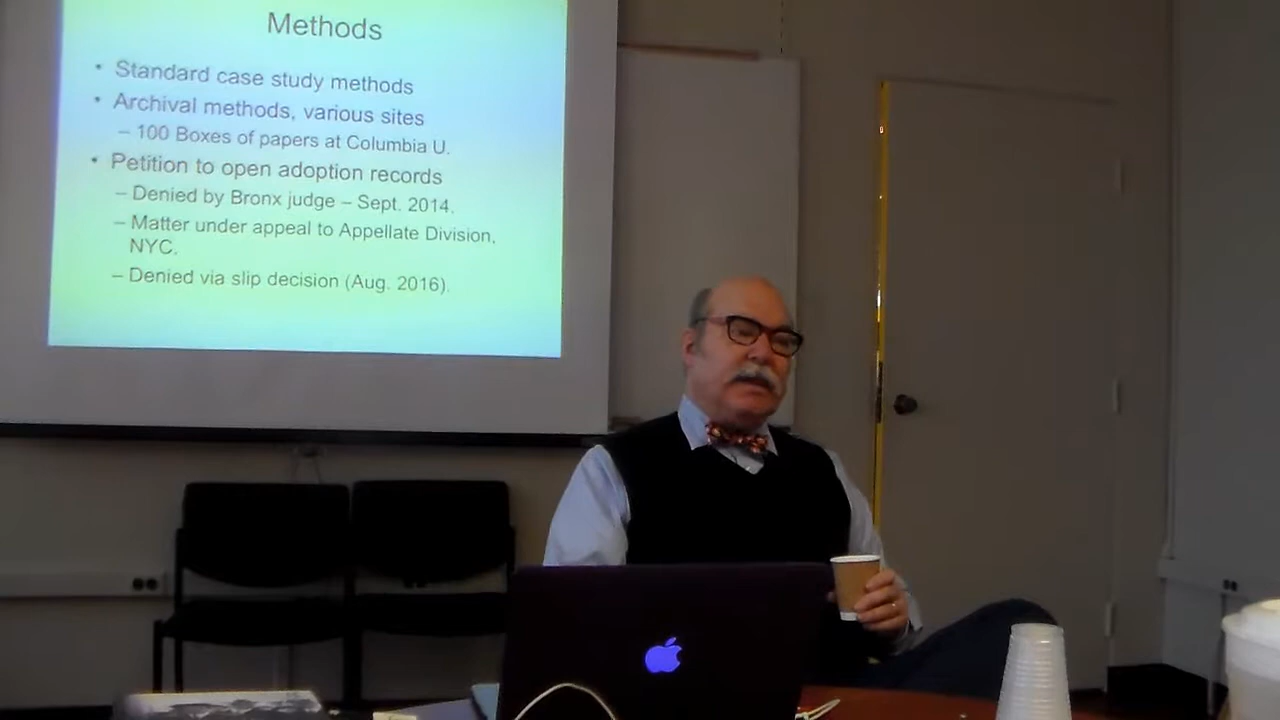 Methods
• Standard case study methods
• Archival methods, various sites
– 100 Boxes of papers at Columbia U.
• Petition to open adoption records
– Denied by Bronx judge – Sept. 2014.
– Matter under appeal to Appellate Division,
NYC.
– Denied via slip decision (Aug. 2016).